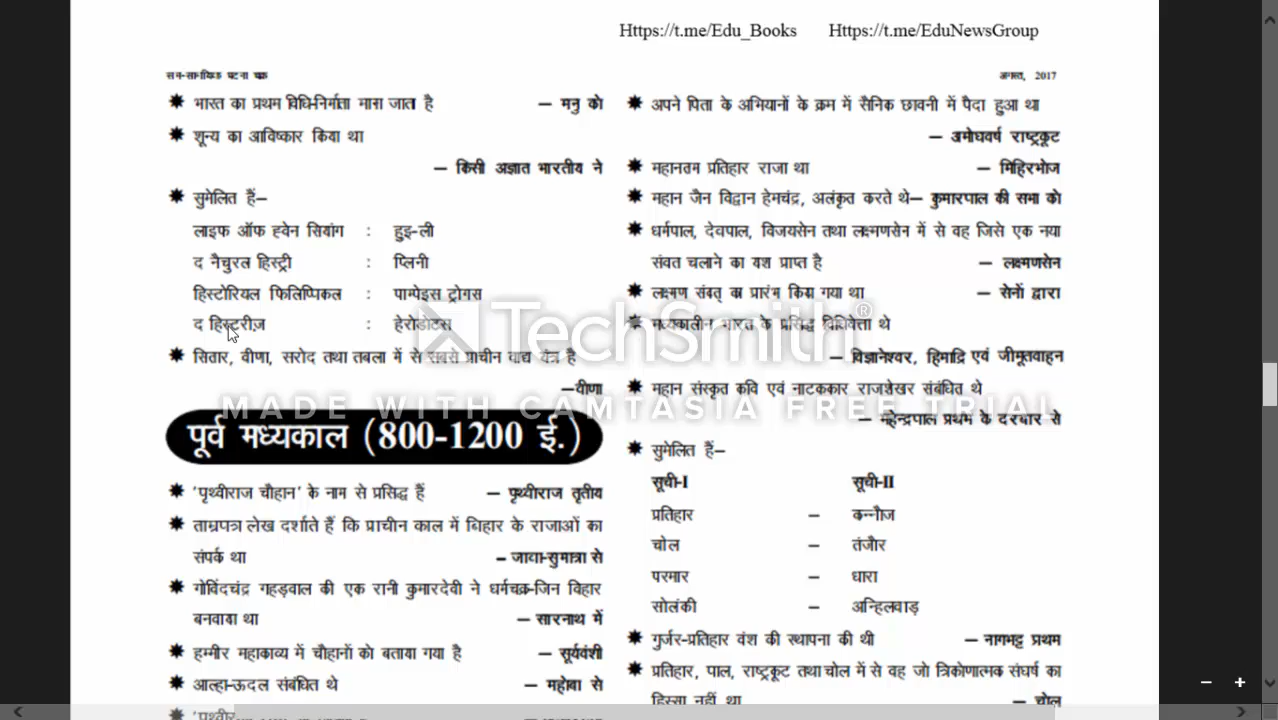 Https://t.me/Edu_Books Https://t.me/EduNewsGroup
सम-सामयिक घटना चक्र
अगस्त, 2017
✷ भारत का प्रथम विधि-निर्माता माना जाता है – मनु को
✷ शून्य का आविष्कार किया था
– किसी अज्ञात भारतीय ने
✷ सुमेलित हैं–
लाइफ ऑफ ह्वेन सियांग : हुइ-ली
द नैचुरल हिस्ट्री : प्लिनी
हिस्टोरियल फिलिप्पिकल : पाम्पेइस ट्रोगस
द हिस्टरीज़ : हेरोडोटस
✷ सितार, वीणा, सरोद तथा तबला में से सबसे प्राचीन वाद्य यंत्र है
–वीणा
पूर्व मध्यकाल (800-1200 ई.)
✷ 'पृथ्वीराज चौहान' के नाम से प्रसिद्ध हैं – पृथ्वीराज तृतीय
✷ ताम्रपत्र लेख दर्शाते हैं कि प्राचीन काल में बिहार के राजाओं का
संपर्क था – जावा-सुमात्रा से
✷ गोविंदचंद्र गहड़वाल की एक रानी कुमारदेवी ने धर्मचक्र-जिन विहार
बनवाया था – सारनाथ में
✷ हम्मीर महाकाव्य में चौहानों को बताया गया है – सूर्यवंशी
✷ आल्हा-ऊदल संबंधित थे – महोबा से
✷ अपने पिता के अभियानों के क्रम में सैनिक छावनी में पैदा हुआ था
– अमोघवर्ष राष्ट्रकूट
✷ महानतम प्रतिहार राजा था – मिहिरभोज
✷ महान जैन विद्वान हेमचंद्र, अलंकृत करते थे– कुमारपाल की सभा को
✷ धर्मपाल, देवपाल, विजयसेन तथा लक्ष्मणसेन में से वह जिसे एक नया
संवत चलाने का यश प्राप्त है – लक्ष्मणसेन
✷ लक्ष्मण संवत् का प्रारंभ किया गया था – सेनों द्वारा
✷ मध्यकालीन भारत के प्रसिद्ध विधिवेत्ता थे
– विज्ञानेश्वर, हिमाद्रि एवं जीमूतवाहन
✷ महान संस्कृत कवि एवं नाटककार राजशेखर संबंधित थे
– महेन्द्रपाल प्रथम के दरबार से
✷ सुमेलित हैं–
सूची-I सूची-II
प्रतिहार – कन्नौज
चोल – तंजौर
परमार – धारा
सोलंकी – अन्हिलवाड़
✷ गुर्जर-प्रतिहार वंश की स्थापना की थी – नागभट्ट प्रथम
✷ प्रतिहार, पाल, राष्ट्रकूट तथा चोल में से वह जो त्रिकोणात्मक संघर्ष का
हिस्सा नहीं था – चोल
TechSmith®
MADE WITH CAMTASIA FREE TRIAL